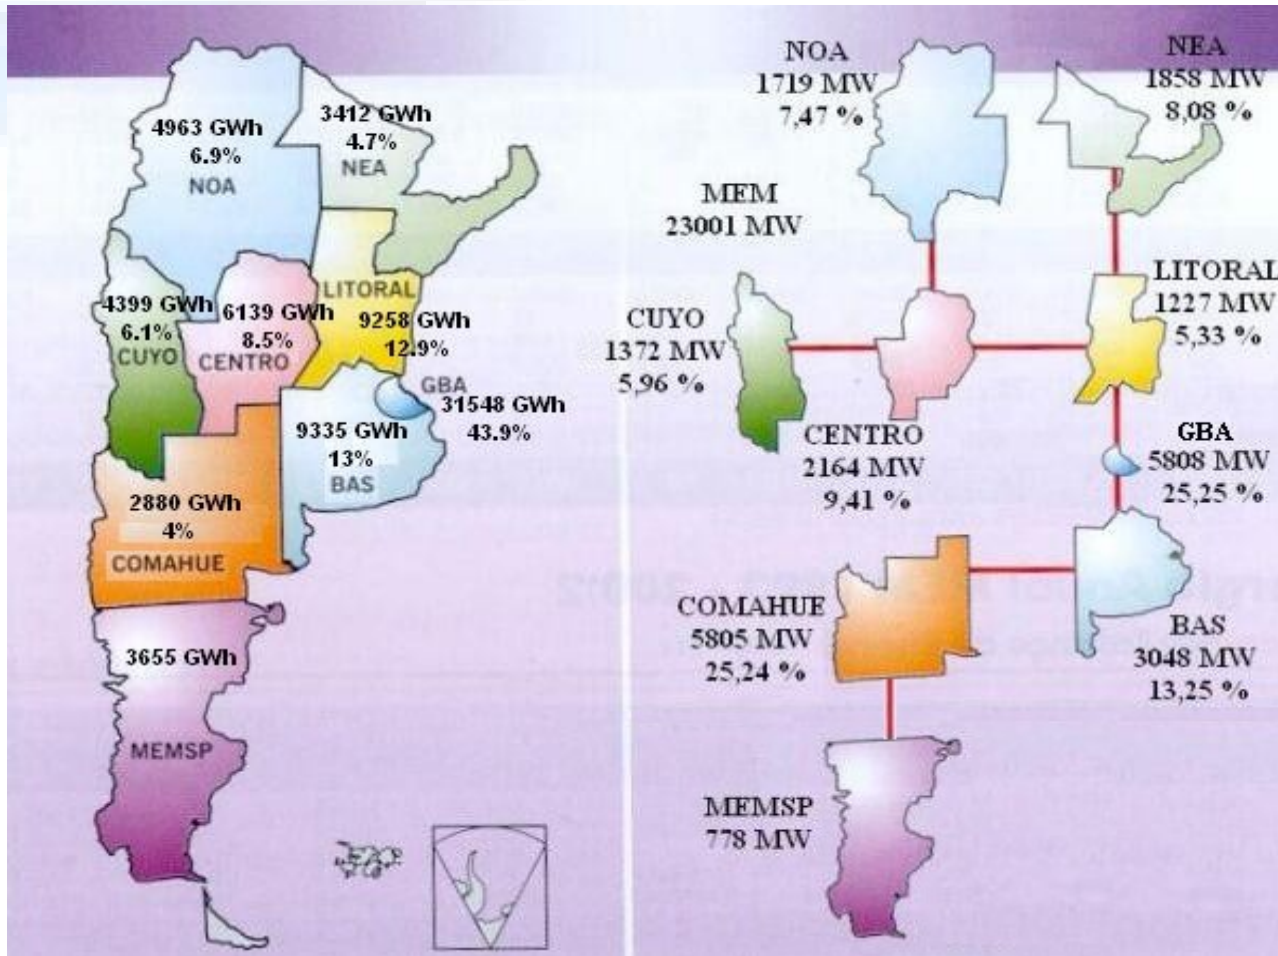 4963 GWh
6.9%
NOA
3412 GWh
4.7%
NEA
4399 GWh
6.1%
CUYO
6139 GWh
8.5%
CENTRO
LITORAL
9258 GWh
12.9%
GBA
31548 GWh
43.9%
9335 GWh
13%
BAS
2880 GWh
4%
COMAHUE
3655 GWh
MEMSP
NOA
1719 MW
7,47 %
NEA
1858 MW
8,08 %
MEM
23001 MW
LITORAL
1227 MW
5,33 %
CUYO
1372 MW
5,96 %
CENTRO
2164 MW
9,41 %
GBA
5808 MW
25,25 %
COMAHUE
5805 MW
25,24 %
BAS
3048 MW
13,25 %
MEMSP
778 MW